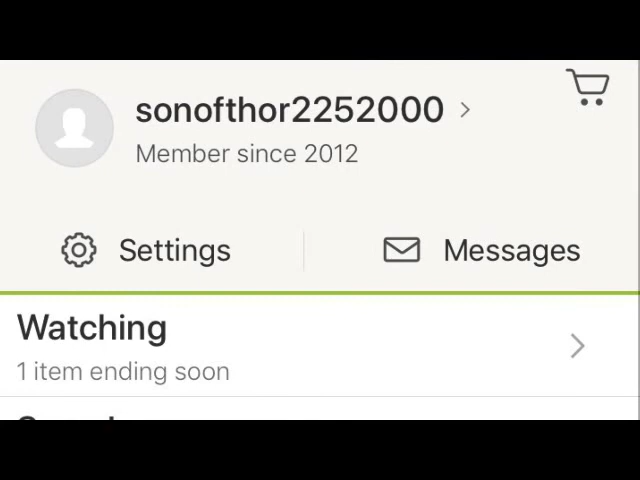 sonofthor2252000
Member since 2012
Settings
Messages
Watching
1 item ending soon